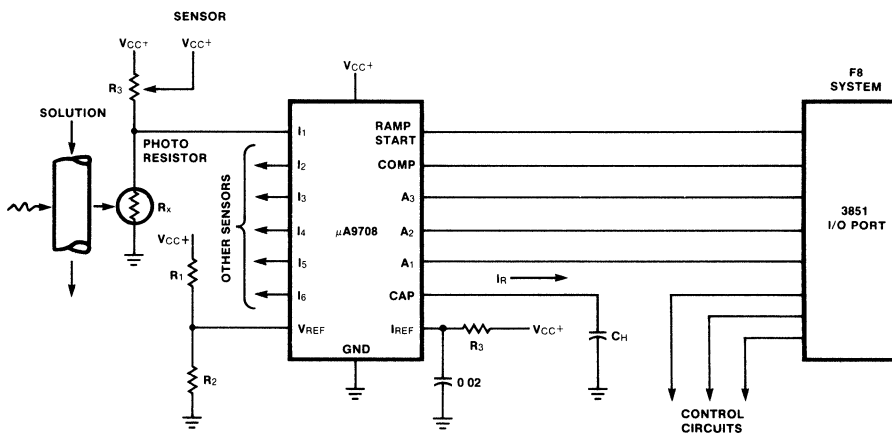 SENSOR
VCC+
VCC+
R3
SOLUTION
PHOTO
RESISTOR
RX
VCC+
R1
R2
OTHER SENSORS
VCC+
I1
I2
I3
I4
I5
I6
VREF
μA9708
GND
RAMP
START
COMP
A3
A2
A1
CAP
IREF
IR
R3
VCC+
0 02
CH
F8
SYSTEM
3851
I/O PORT
CONTROL
CIRCUITS